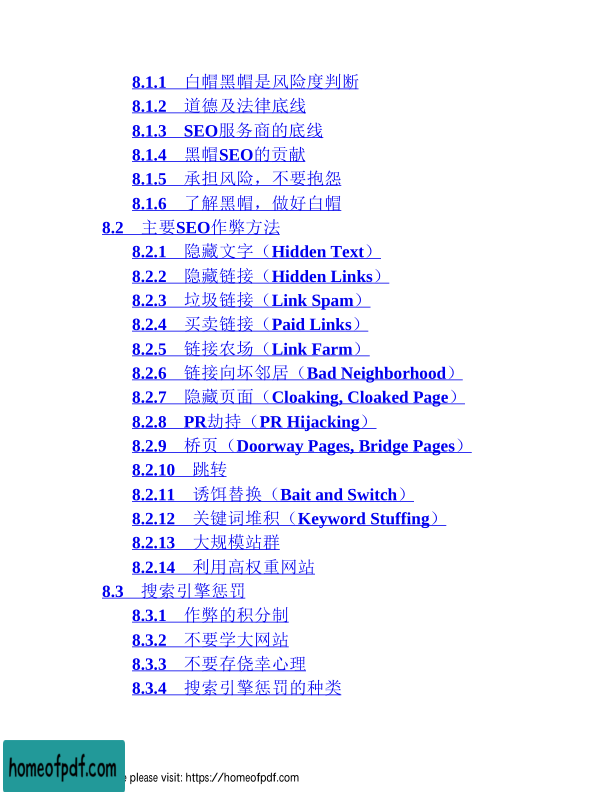 8.1.1 白帽黑帽是风险度判断
8.1.2 道德及法律底线
8.1.3 SEO服务商的底线
8.1.4 黑帽SEO的贡献
8.1.5 承担风险，不要抱怨
8.1.6 了解黑帽，做好白帽
8.2 主要SEO作弊方法
8.2.1 隐藏文字（Hidden Text）
8.2.2 隐藏链接（Hidden Links）
8.2.3 垃圾链接（Link Spam）
8.2.4 买卖链接（Paid Links）
8.2.5 链接农场（Link Farm）
8.2.6 链接向坏邻居（Bad Neighborhood）
8.2.7 隐藏页面（Cloaking, Cloaked Page）
8.2.8 PR劫持（PR Hijacking）
8.2.9 桥页（Doorway Pages, Bridge Pages）
8.2.10 跳转
8.2.11 诱饵替换（Bait and Switch）
8.2.12 关键词堆积（Keyword Stuffing）
8.2.13 大规模站群
8.2.14 利用高权重网站
8.3 搜索引擎惩罚
8.3.1 作弊的积分制
8.3.2 不要学大网站
8.3.3 不要存侥幸心理
8.3.4 搜索引擎惩罚的种类
homeofpdf.com
please visit: https://homeofpdf.com